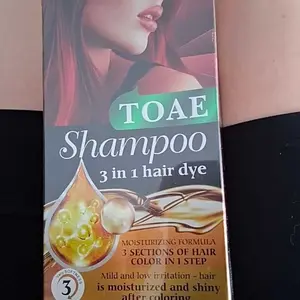 TOAE
Shampoo
3 in 1 hair dye
MOISTURIZING FORMULA
3 SECTIONS OF HAIR
COLOR IN 1 STEP
Mild and low irritation - hair
is moisturized and shiny
after coloring
3